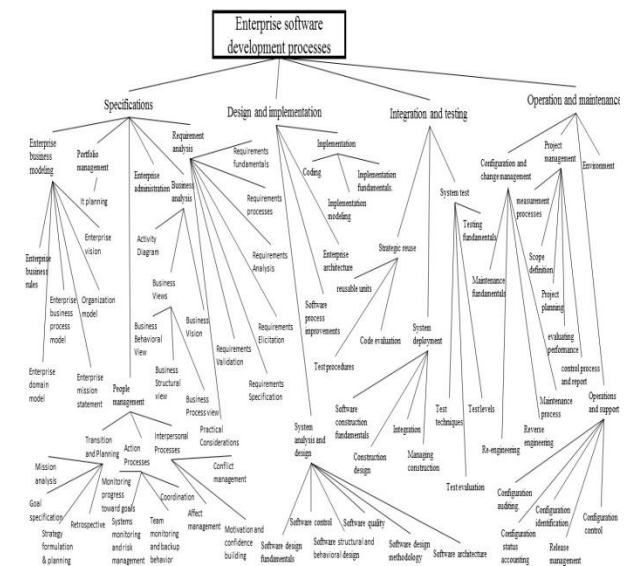 Enterprise software
development processes
Specifications
Design and implementation
Integration and testing
Operation and maintenance
Enterprise
business
modeling
Portfolio
management
It planning
Enterprise
administration
Requirement
analysis
Business
analysis
Requirements
fundamentals
Requirements
processes
Requirements
Analysis
Requirements
Elicitation
Requirements
Specification
Requirements
Validation
Practical
Considerations
Implementation
Coding
Implementation
fundamentals.
Implementation
modeling
Enterprise
architecture
Software
process
improvements
Strategic reuse
reusable units
Code evaluation
Test procedures
System test
Testing
fundamentals
Configuration and
change management
Project
management
Environment
measurement
processes
Scope
definition
Project
planning
evaluating
performance
control process
and report
Maintenance
fundamentals
Maintenance
process
Reverse
engineering
Re-engineering
Operations
and support
Enterprise
business
rules
Enterprise
vision
Enterprise
business
process
model
Organization
model
Enterprise
domain
model
Enterprise
mission
statement
Activity
Diagram
Business
Views
Business
Behavioral
View
Business
Vision
Business
Structural
view
Business
Process view
People
management
Transition
and Planning
Action
Processes
Interpersonal
Processes
Mission
analysis
Goal
specification
Strategy
formulation
& planning
Retrospective
Monitoring
progress
toward goals
Systems
monitoring
and risk
management
Team
monitoring
and backup
behavior
Coordination
Affect
management
Conflict
management
Motivation and
confidence
building
System
analysis and
design
Software control
Software quality
Software design
fundamentals
Software structural and
behavioral design
Software design
methodology
Software architecture
System
deployment
Software
construction
fundamentals
Construction
design
Integration
Managing
construction
Test
techniques
Test levels
Test evaluation
Configuration
auditing
Configuration
status
accounting
Configuration
identification
Release
management
Configuration
control